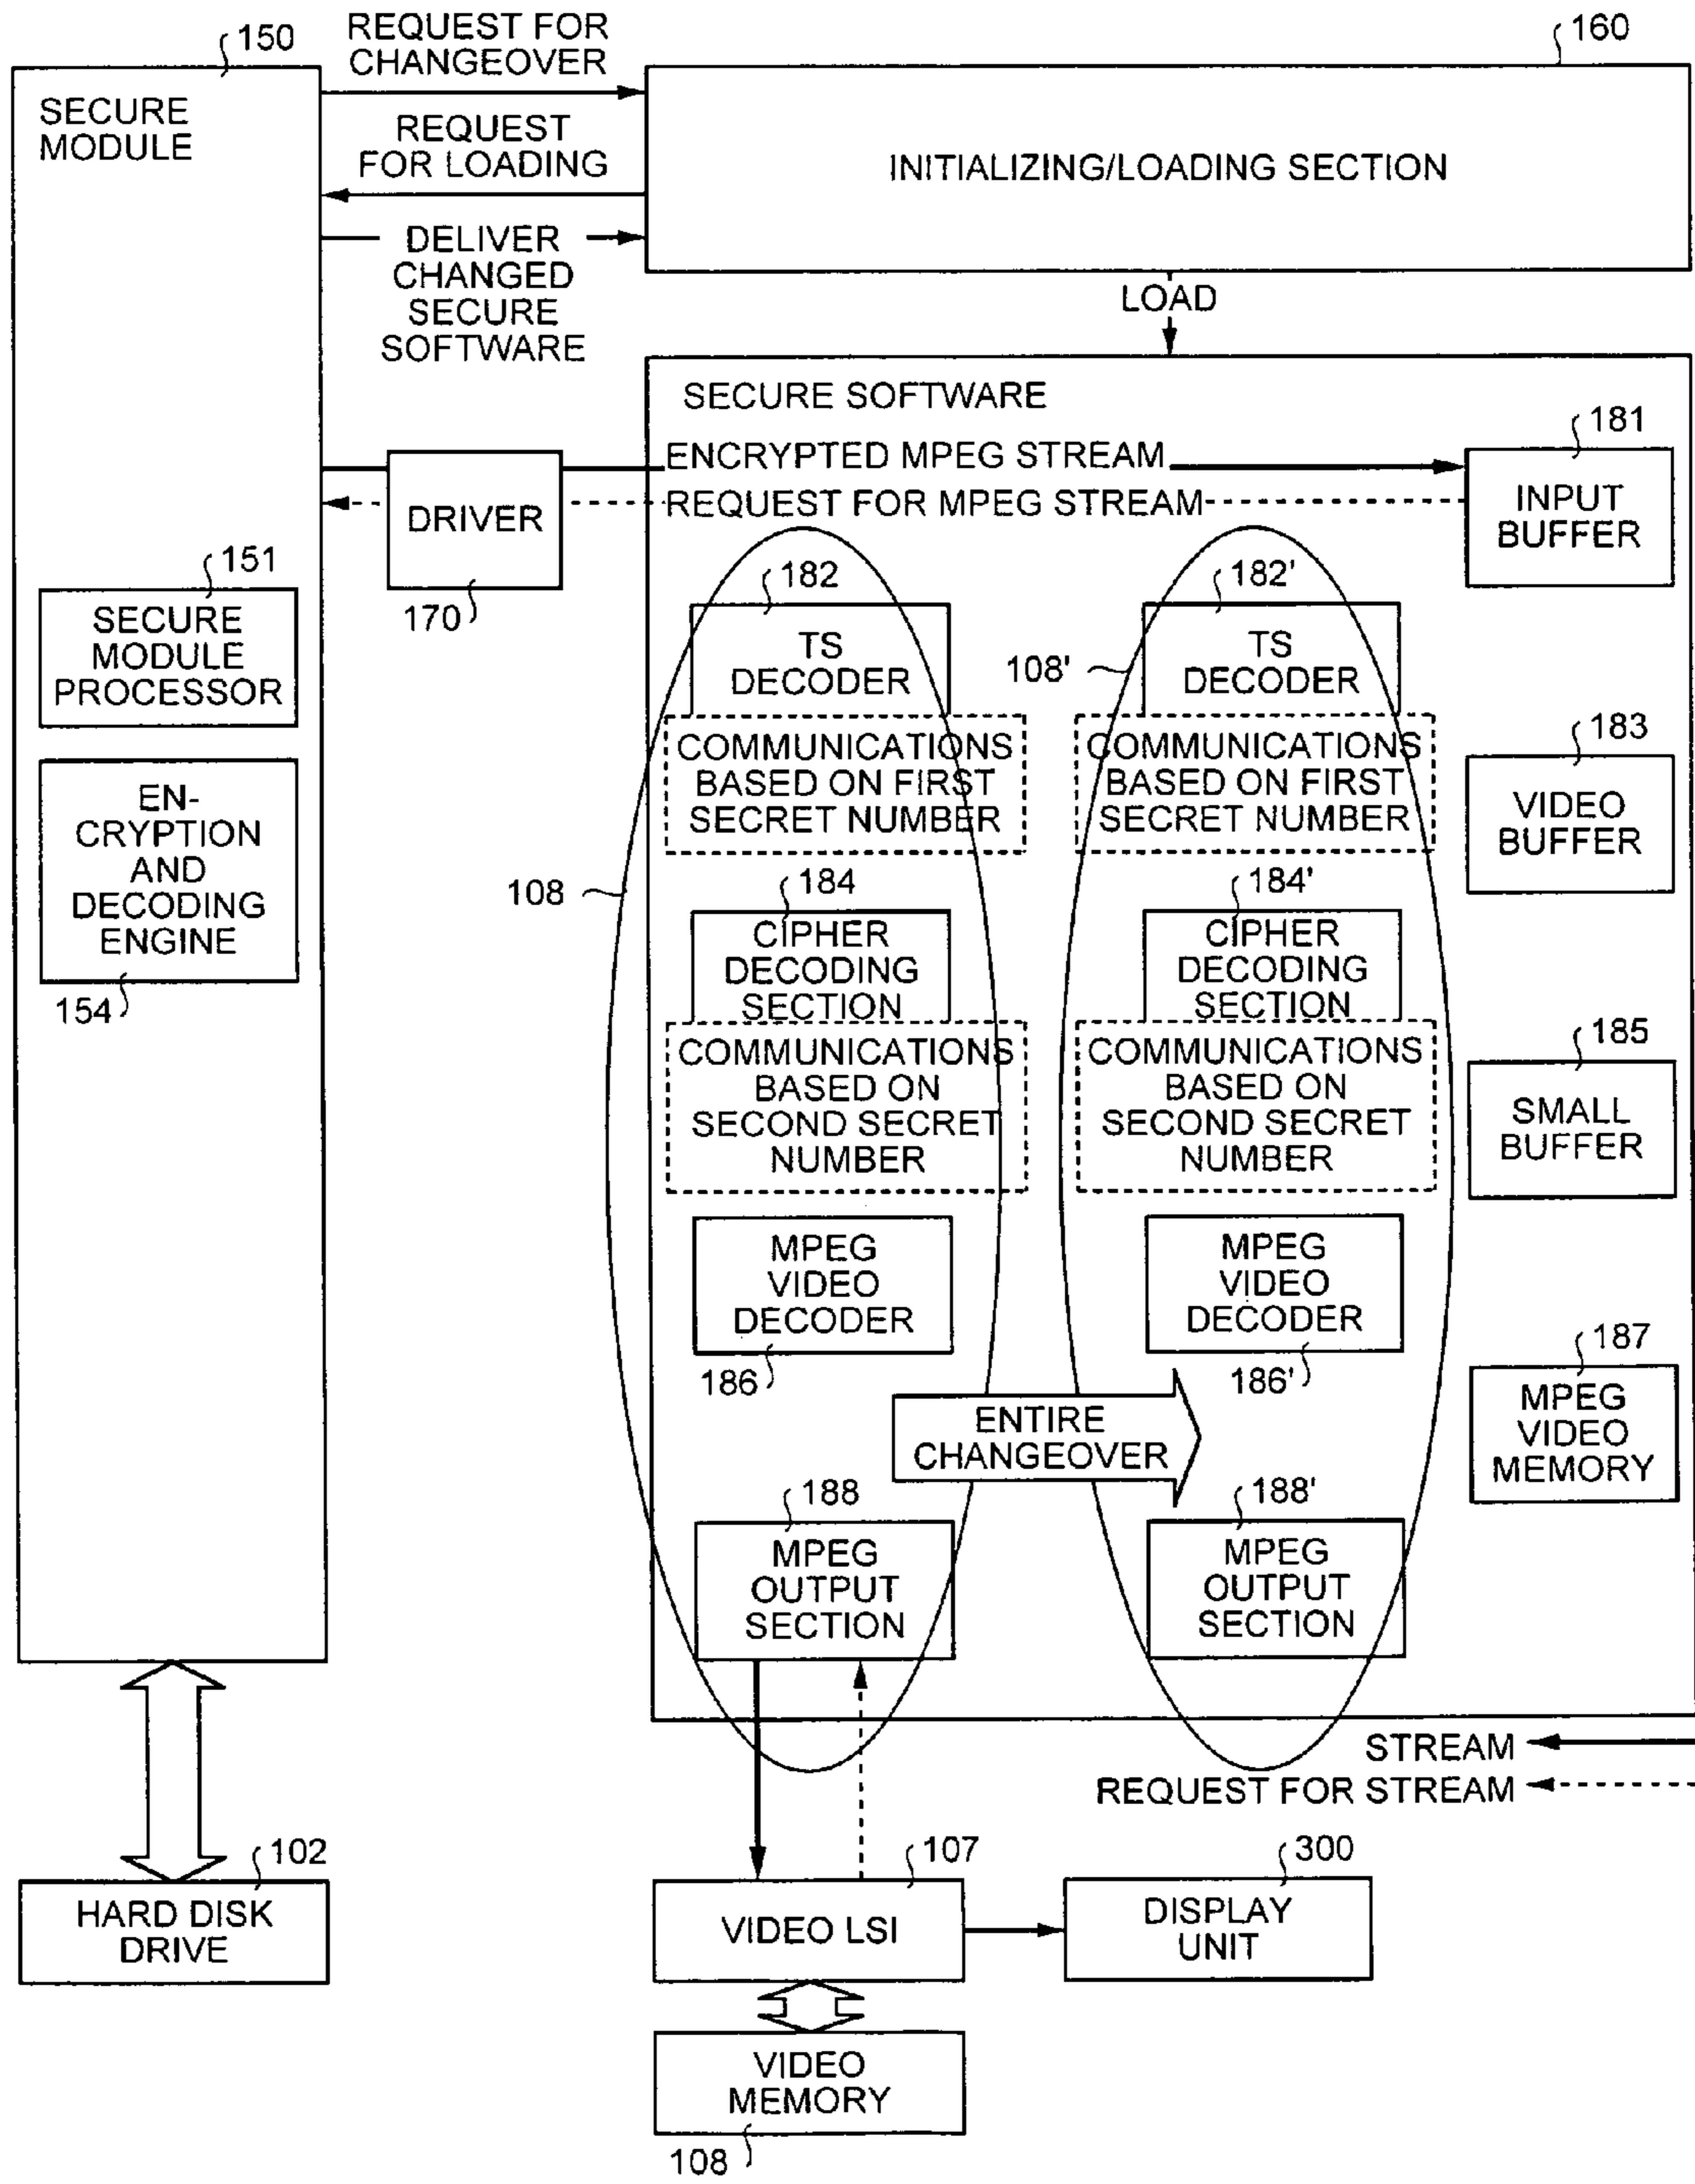 150
REQUEST FOR
CHANGEOVER
160
SECURE
MODULE
REQUEST
FOR LOADING
INITIALIZING/LOADING SECTION
DELIVER
CHANGED
SECURE
SOFTWARE
LOAD
SECURE SOFTWARE
181
ENCRYPTED MPEG STREAM
REQUEST FOR MPEG STREAM
INPUT
BUFFER
DRIVER
170
151
SECURE
MODULE
PROCESSOR
EN-
CRYPTION
AND
DECODING
ENGINE
154
182
TS
DECODER
COMMUNICATIONS
BASED ON FIRST
SECRET NUMBER
108
184
CIPHER
DECODING
SECTION
COMMUNICATIONS
BASED ON
SECOND SECRET
NUMBER
MPEG
VIDEO
DECODER
186
182'
108'
TS
DECODER
COMMUNICATIONS
BASED ON FIRST
SECRET NUMBER
184'
CIPHER
DECODING
SECTION
COMMUNICATIONS
BASED ON
SECOND SECRET
NUMBER
MPEG
VIDEO
DECODER
186'
183
VIDEO
BUFFER
185
SMALL
BUFFER
187
MPEG
VIDEO
MEMORY
ENTIRE
CHANGEOVER
188
MPEG
OUTPUT
SECTION
188'
MPEG
OUTPUT
SECTION
STREAM
REQUEST FOR STREAM
102
HARD DISK
DRIVE
107
VIDEO LSI
300
DISPLAY
UNIT
VIDEO
MEMORY
108